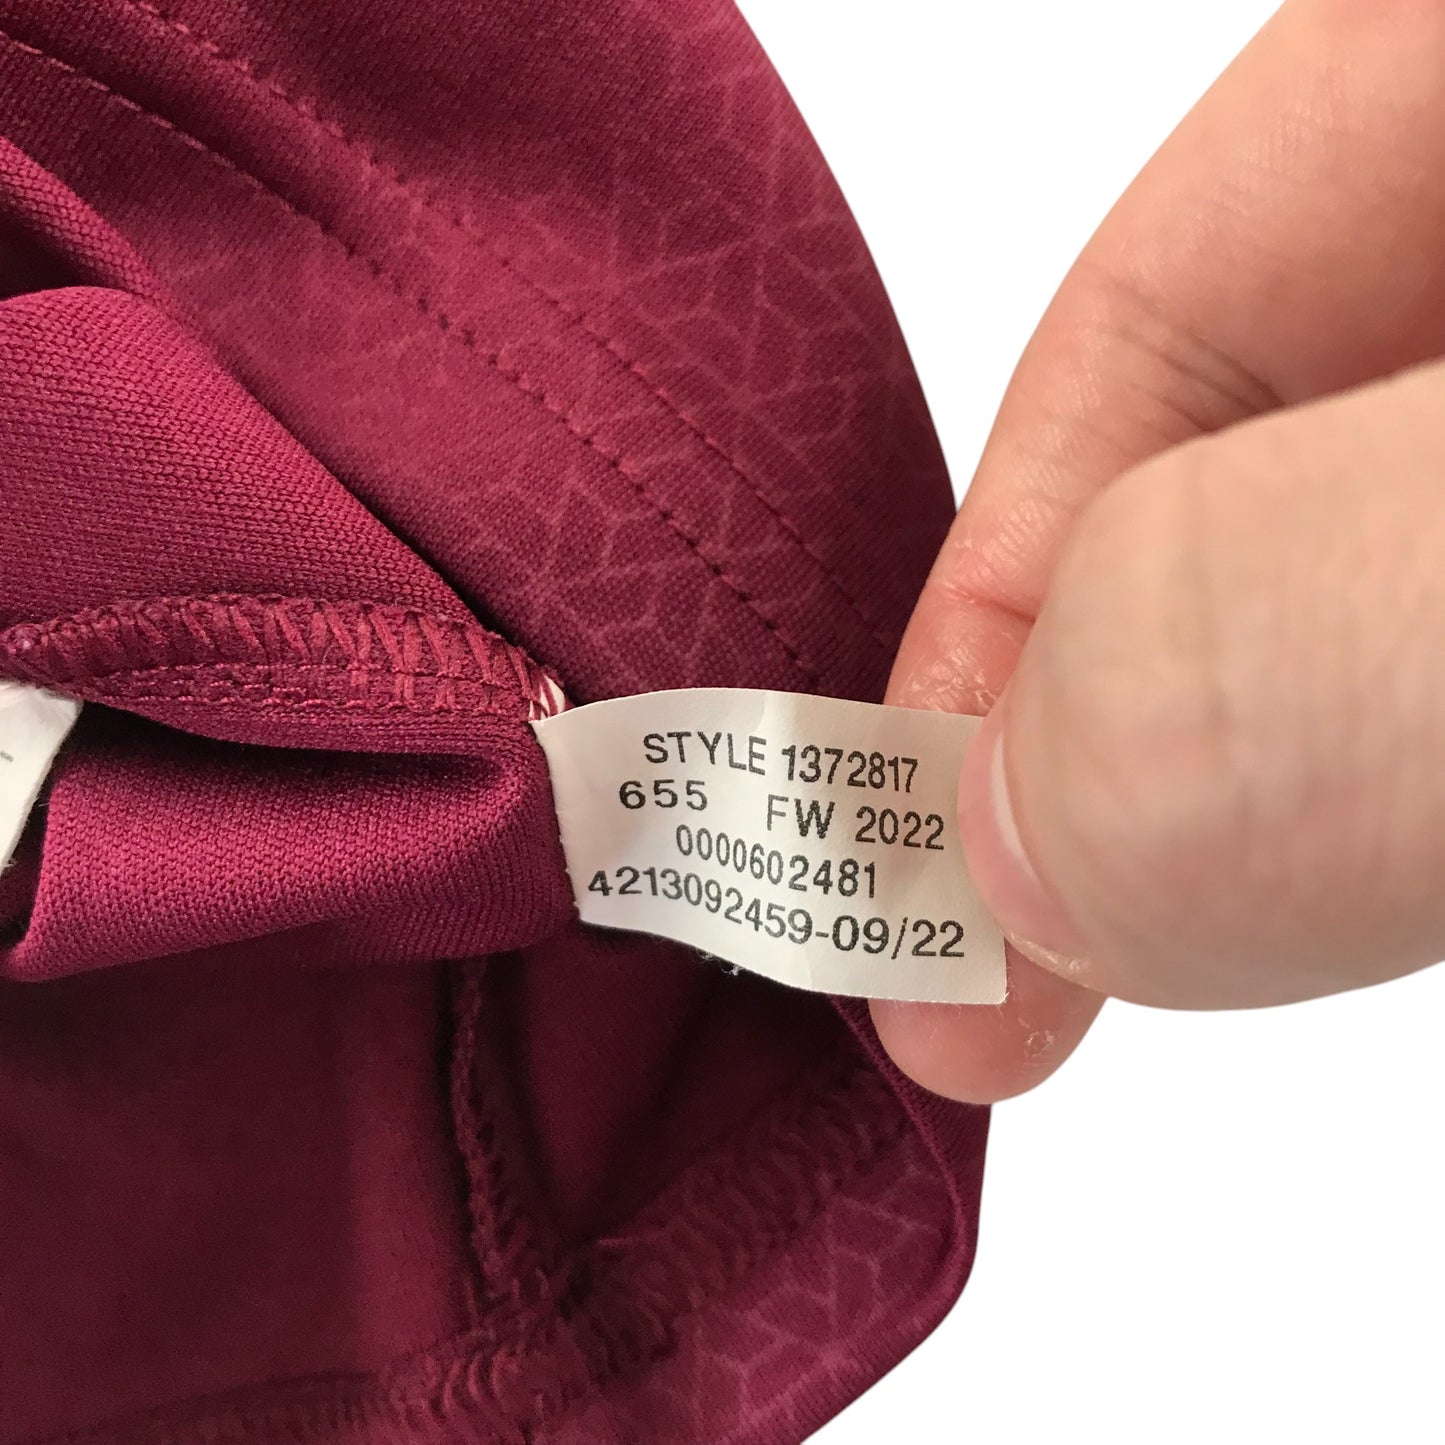 STYLE 1372817
655 FW 2022
0000602481
4213092459-09/22